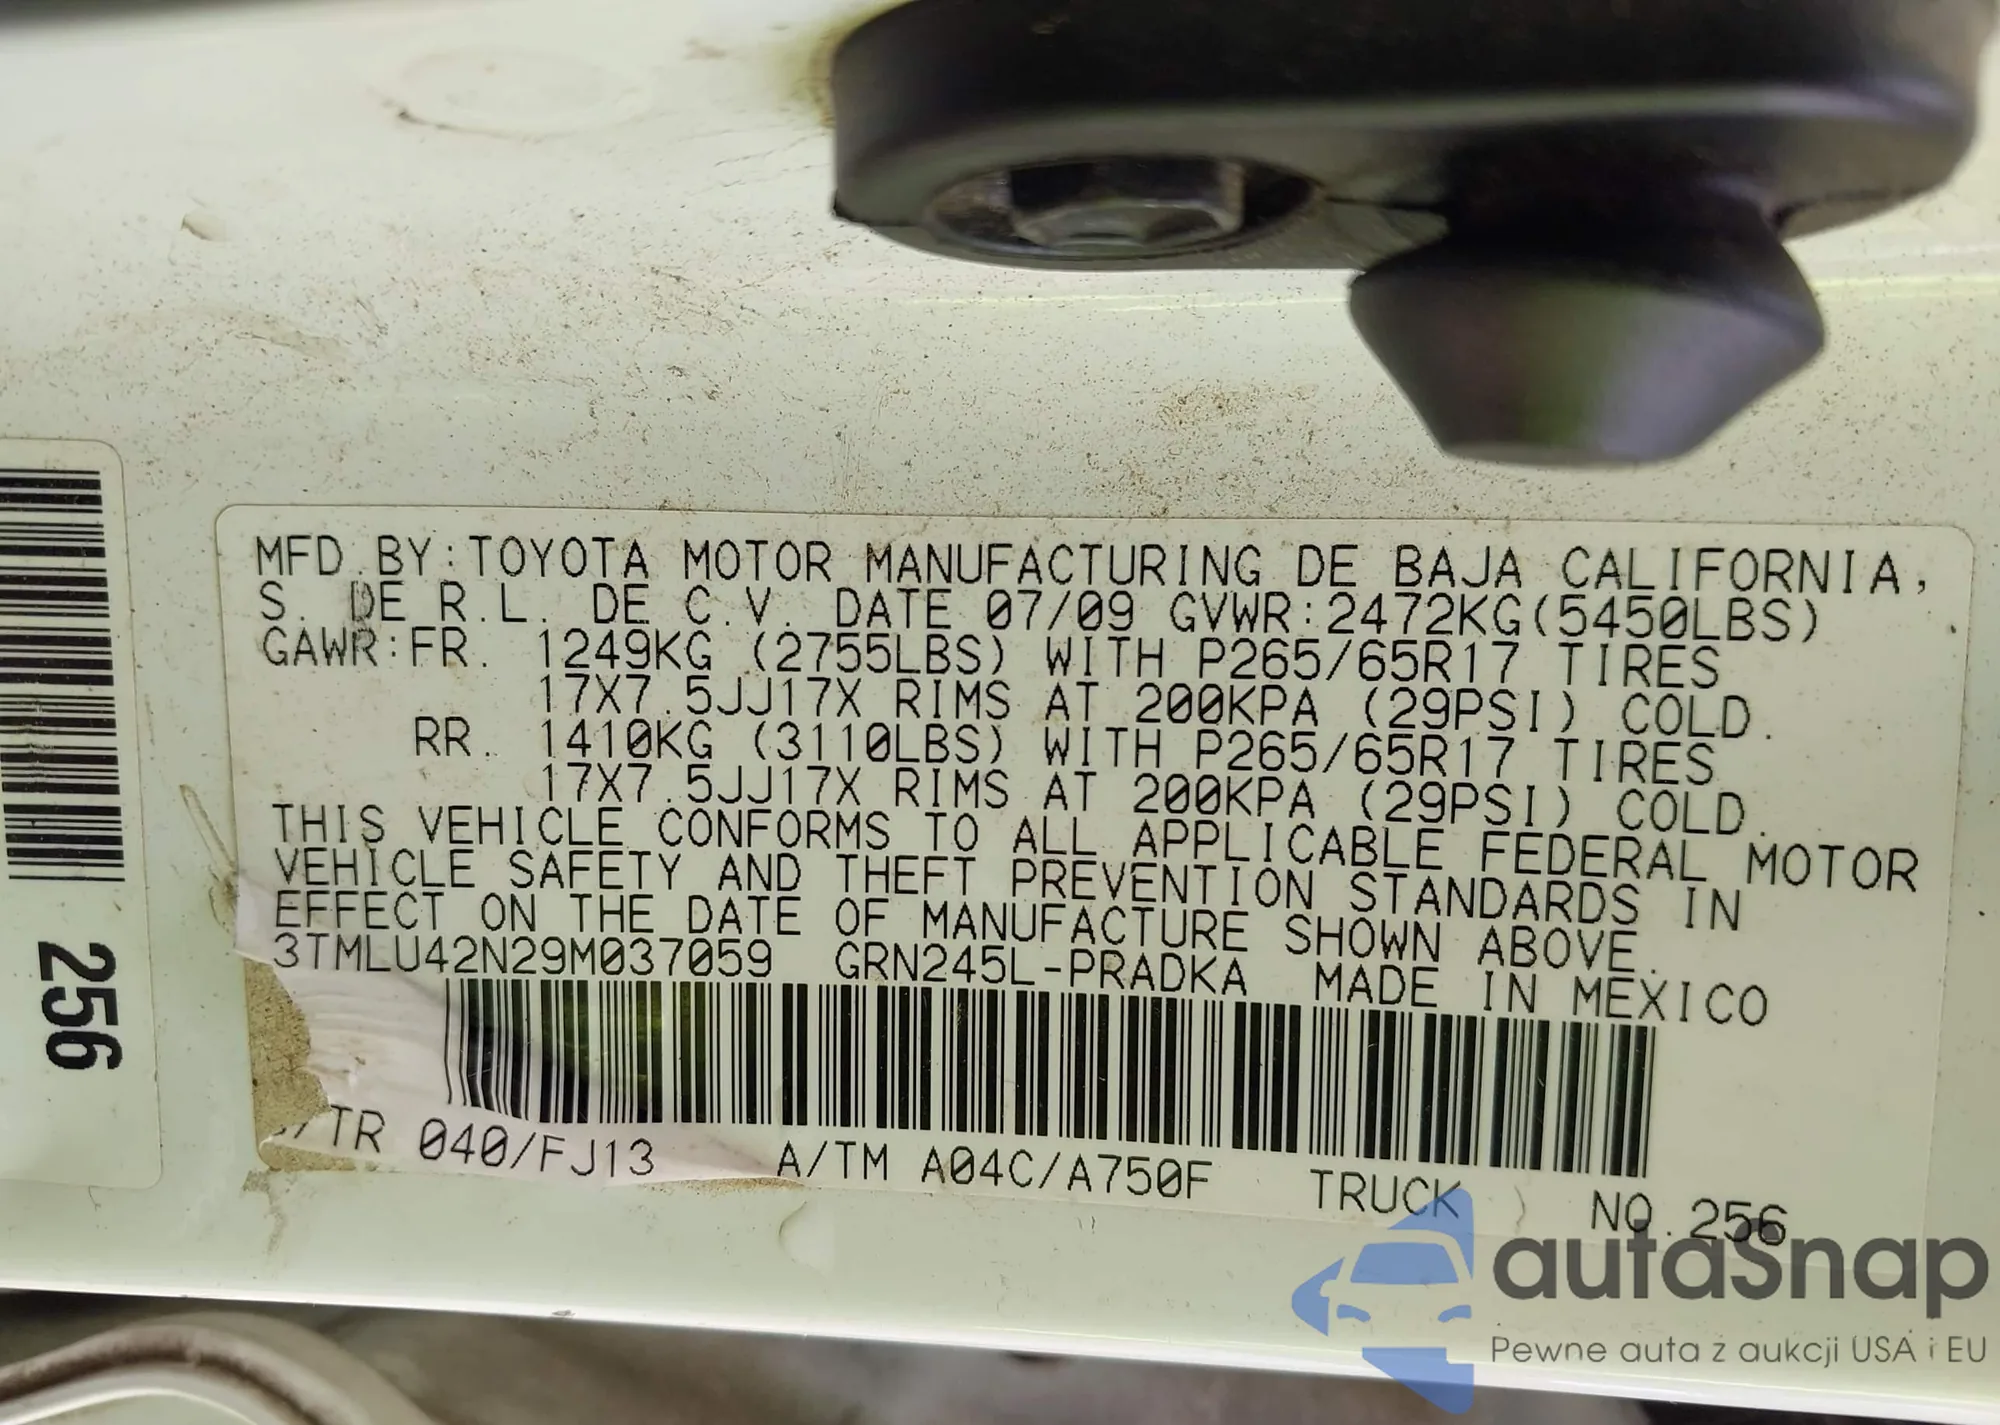 MFD.BY:TOYOTA MOTOR MANUFACTURING DE BAJA CALIFORNIA,
S. DE R.L. DE C.V. DATE 07/09 GVWR:2472KG(5450LBS)
GAWR:FR. 1249KG (2755LBS) WITH P265/65R17 TIRES
17X7.5JJ17X RIMS AT 200KPA (29PSI) COLD.
RR. 1410KG (3110LBS) WITH P265/65R17 TIRES
17X7.5JJ17X RIMS AT 200KPA (29PSI) COLD.
THIS VEHICLE CONFORMS TO ALL APPLICABLE FEDERAL MOTOR
VEHICLE SAFETY AND THEFT PREVENTION STANDARDS IN
EFFECT ON THE DATE OF MANUFACTURE SHOWN ABOVE.
3TMLU42N29M037059 GRN245L-PRADKA MADE IN MEXICO
/TR 040/FJ13 A/TM A04C/A750F TRUCK NO.256
256
autaSnap
Pewne auta z aukcji USA i EU